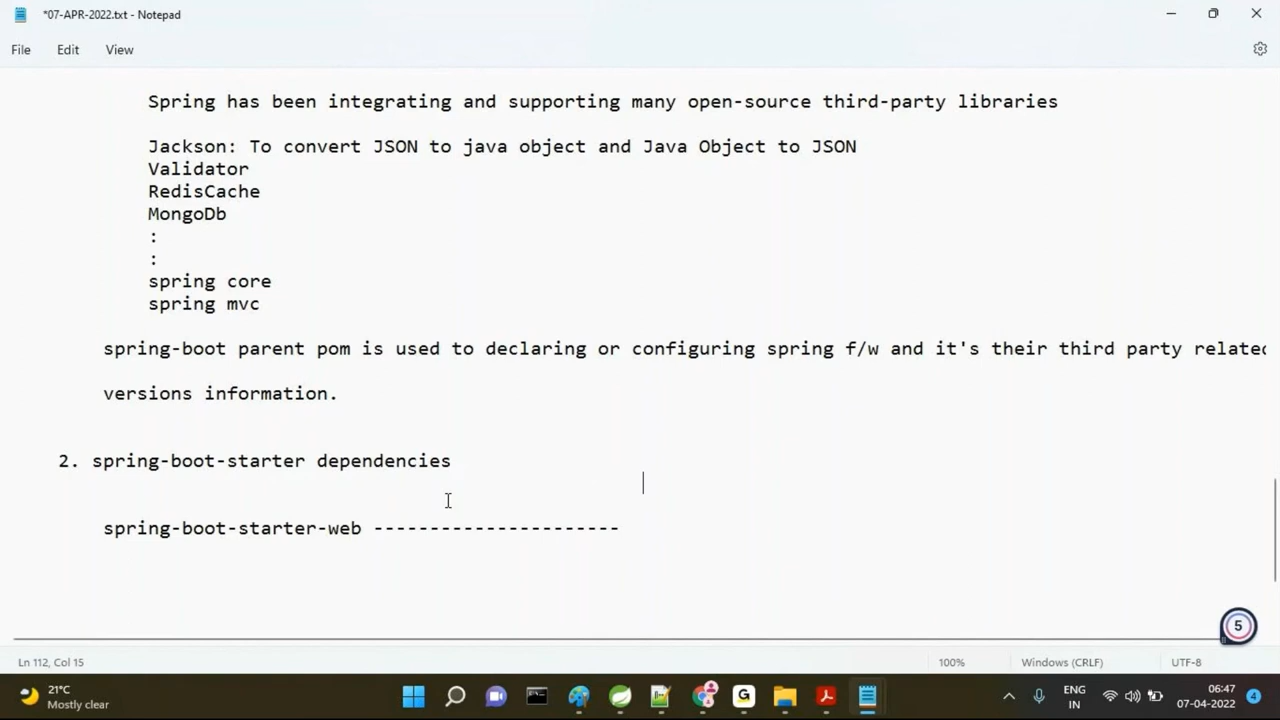 *07-APR-2022.txt - Notepad
File Edit View
Spring has been integrating and supporting many open-source third-party libraries
Jackson: To convert JSON to java object and Java Object to JSON
Validator
RedisCache
MongoDb
:
:
spring core
spring mvc
spring-boot parent pom is used to declaring or configuring spring f/w and it's their third party related
versions information.
2. spring-boot-starter dependencies
spring-boot-starter-web ----------------------
5
Ln 112, Col 15 100% Windows (CRLF) UTF-8
21°C
Mostly clear
G
ENG
IN
06:47
07-04-2022
4